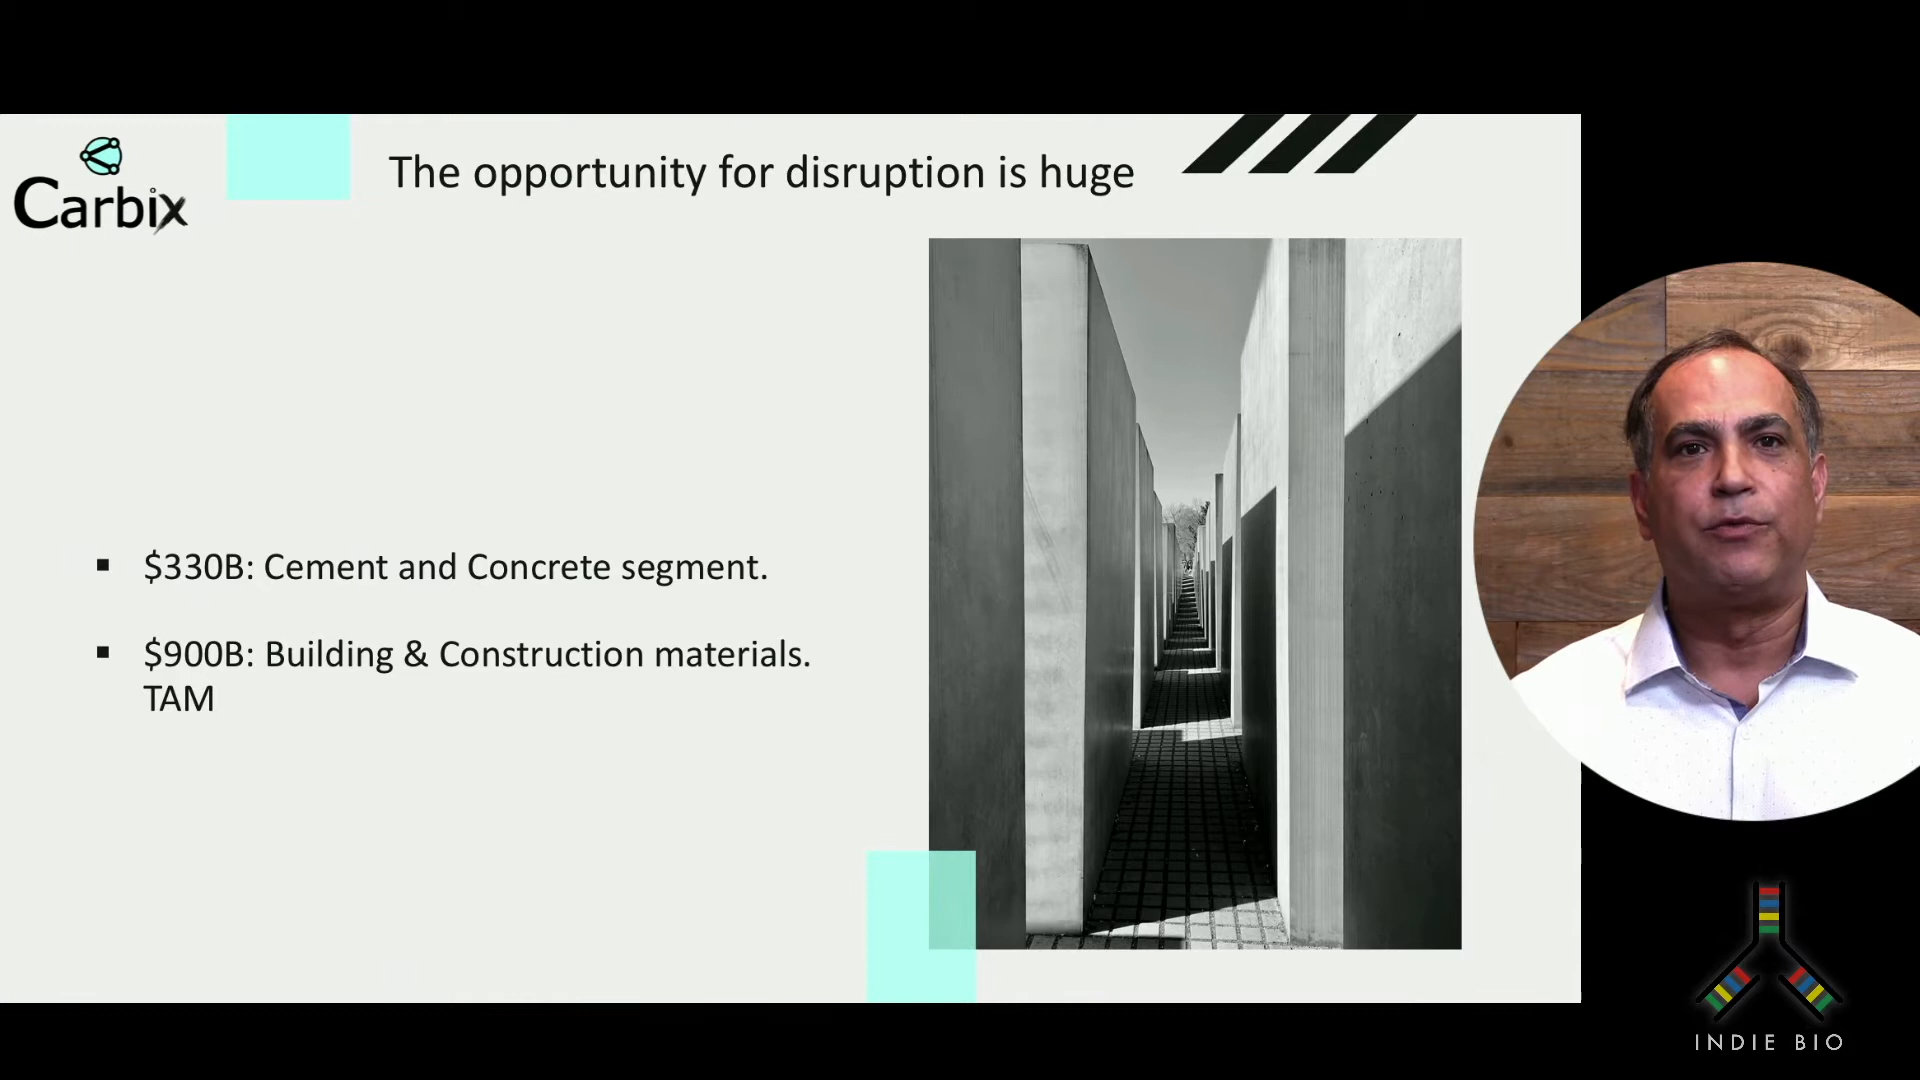 Carbix
The opportunity for disruption is huge
▪ $330B: Cement and Concrete segment.
▪ $900B: Building & Construction materials.
TAM
INDIE BIO